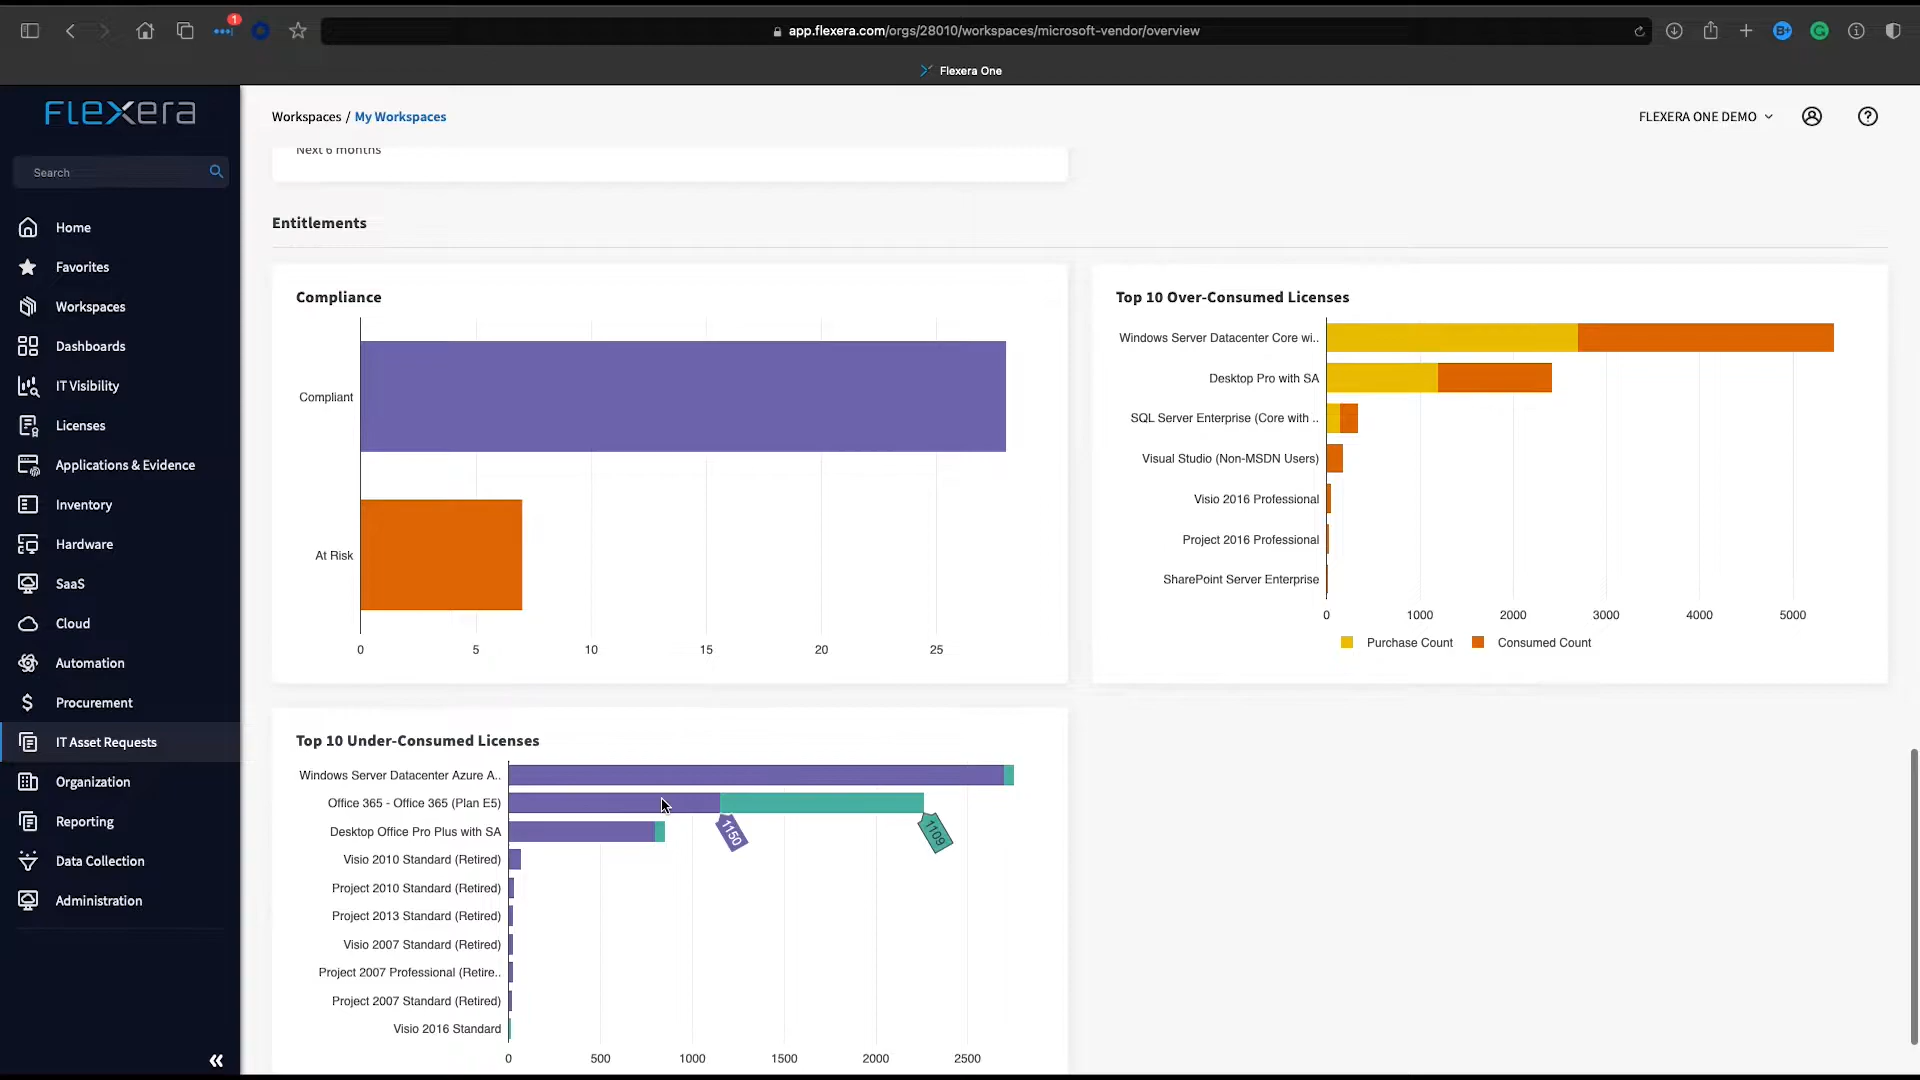 1
app.flexera.com/orgs/28010/workspaces/microsoft-vendor/overview
Flexera One
FLEXERA
Search
Home
Favorites
Workspaces
Dashboards
IT Visibility
Licenses
Applications & Evidence
Inventory
Hardware
SaaS
Cloud
Automation
Procurement
IT Asset Requests
Organization
Reporting
Data Collection
Administration
Workspaces / My Workspaces
FLEXERA ONE DEMO
Next 6 months
Entitlements
Compliance
Compliant
At Risk
0 5 10 15 20 25
Top 10 Over-Consumed Licenses
Windows Server Datacenter Core wi..
Desktop Pro with SA
SQL Server Enterprise (Core with ..
Visual Studio (Non-MSDN Users)
Visio 2016 Professional
Project 2016 Professional
SharePoint Server Enterprise
0 1000 2000 3000 4000 5000
Purchase Count Consumed Count
Top 10 Under-Consumed Licenses
Windows Server Datacenter Azure A..
Office 365 - Office 365 (Plan E5)
Desktop Office Pro Plus with SA
1150
1109
Visio 2010 Standard (Retired)
Project 2010 Standard (Retired)
Project 2013 Standard (Retired)
Visio 2007 Standard (Retired)
Project 2007 Professional (Retire..
Project 2007 Standard (Retired)
Visio 2016 Standard
0 500 1000 1500 2000 2500